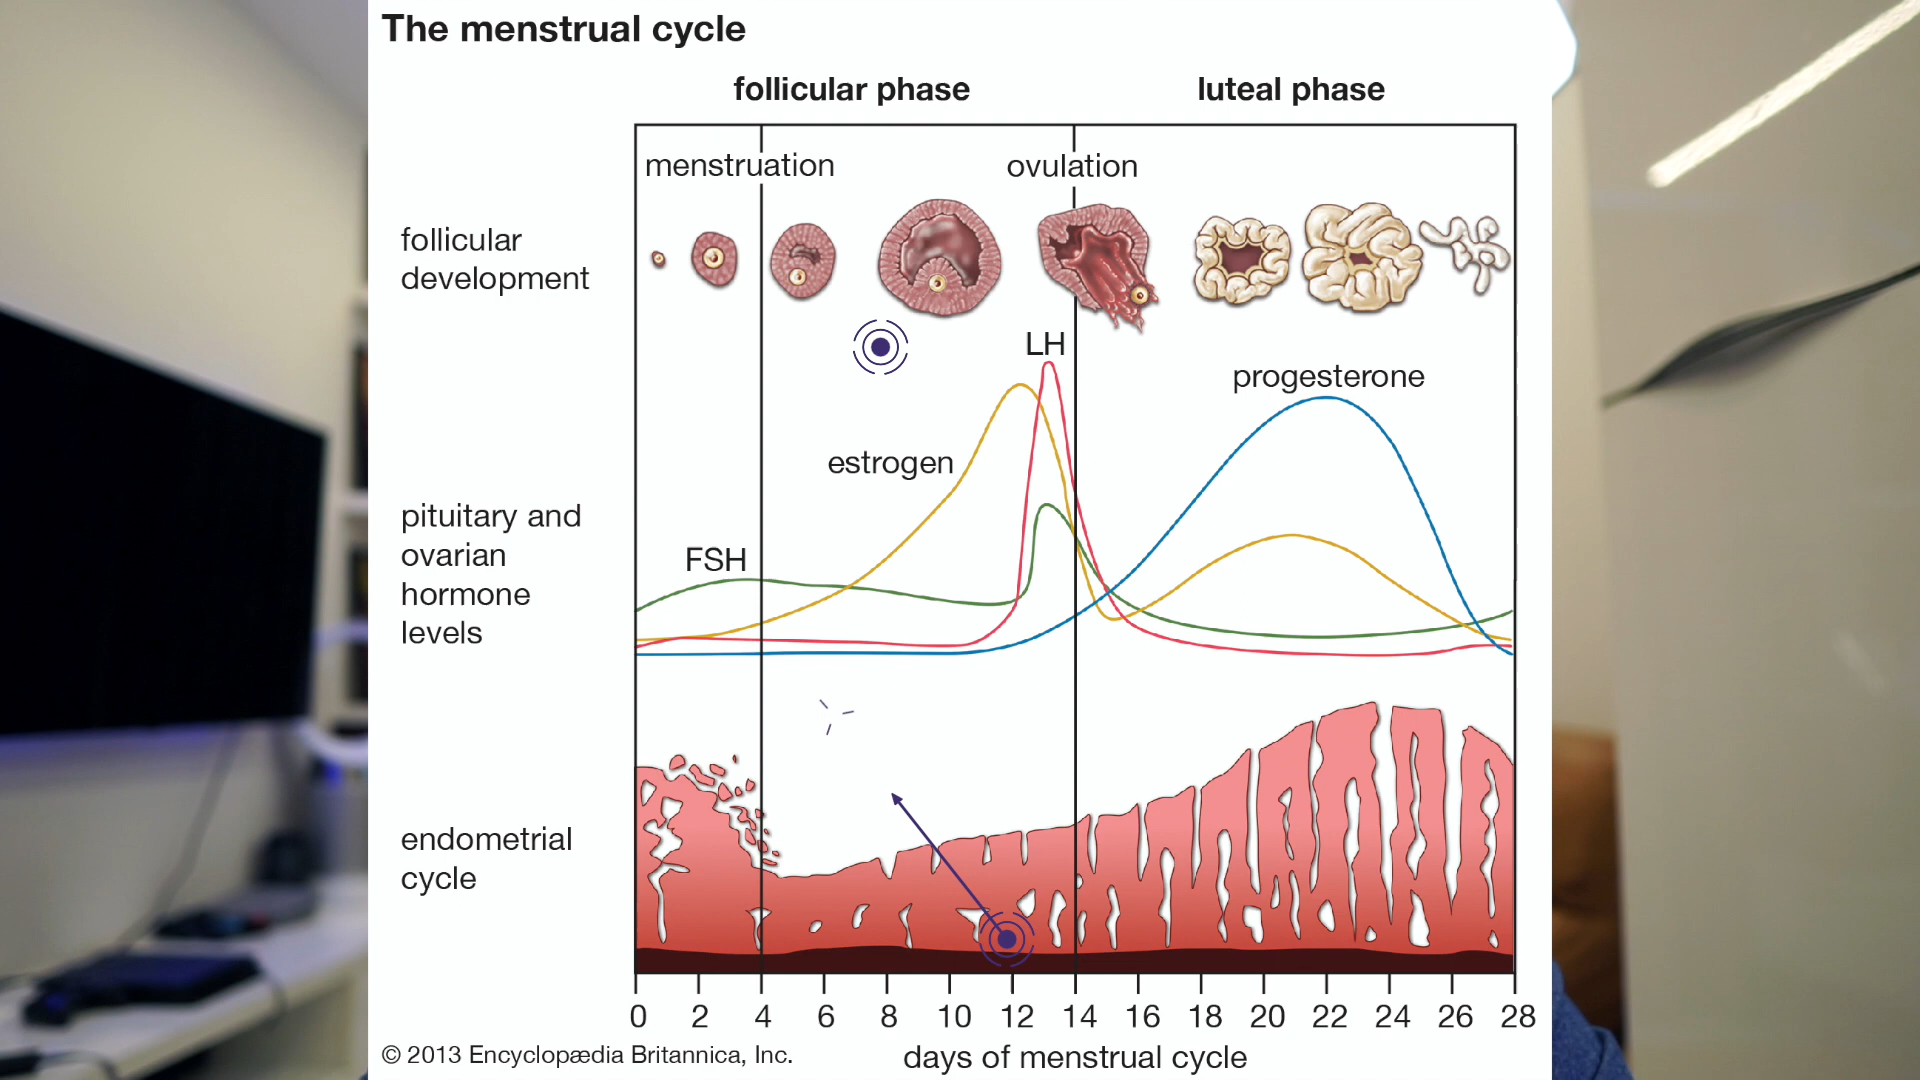 The menstrual cycle
follicular phase
luteal phase
menstruation
ovulation
follicular
development
LH
progesterone
estrogen
pituitary and
ovarian
hormone
levels
FSH
endometrial
cycle
0 2 4 6 8 10 12 14 16 18 20 22 24 26 28
© 2013 Encyclopædia Britannica, Inc.
days of menstrual cycle